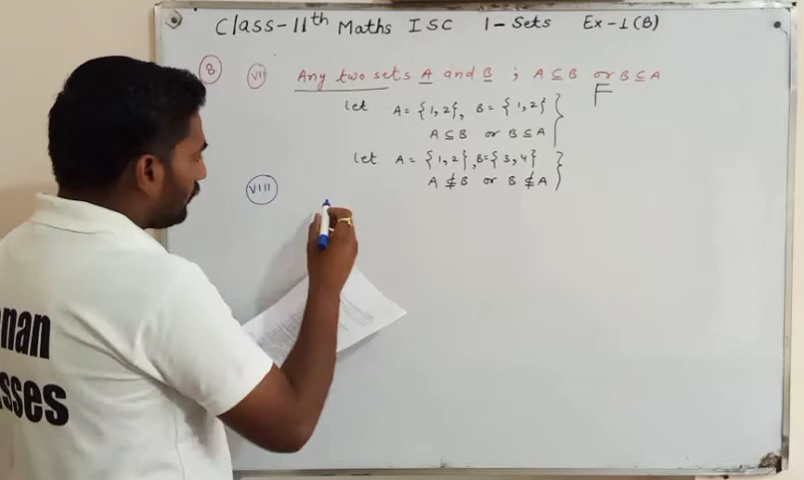 Class-11th Maths ISC 1-Sets Ex-1(B)
8 VII Any two sets A and B ; A ⊆ B or B ⊆ A
F
let A = {1,2}, B = {1,2}
A ⊆ B or B ⊆ A
let A = {1,2}, B = {3,4}
A ⊈ B or B ⊈ A
VIII
nan
sses